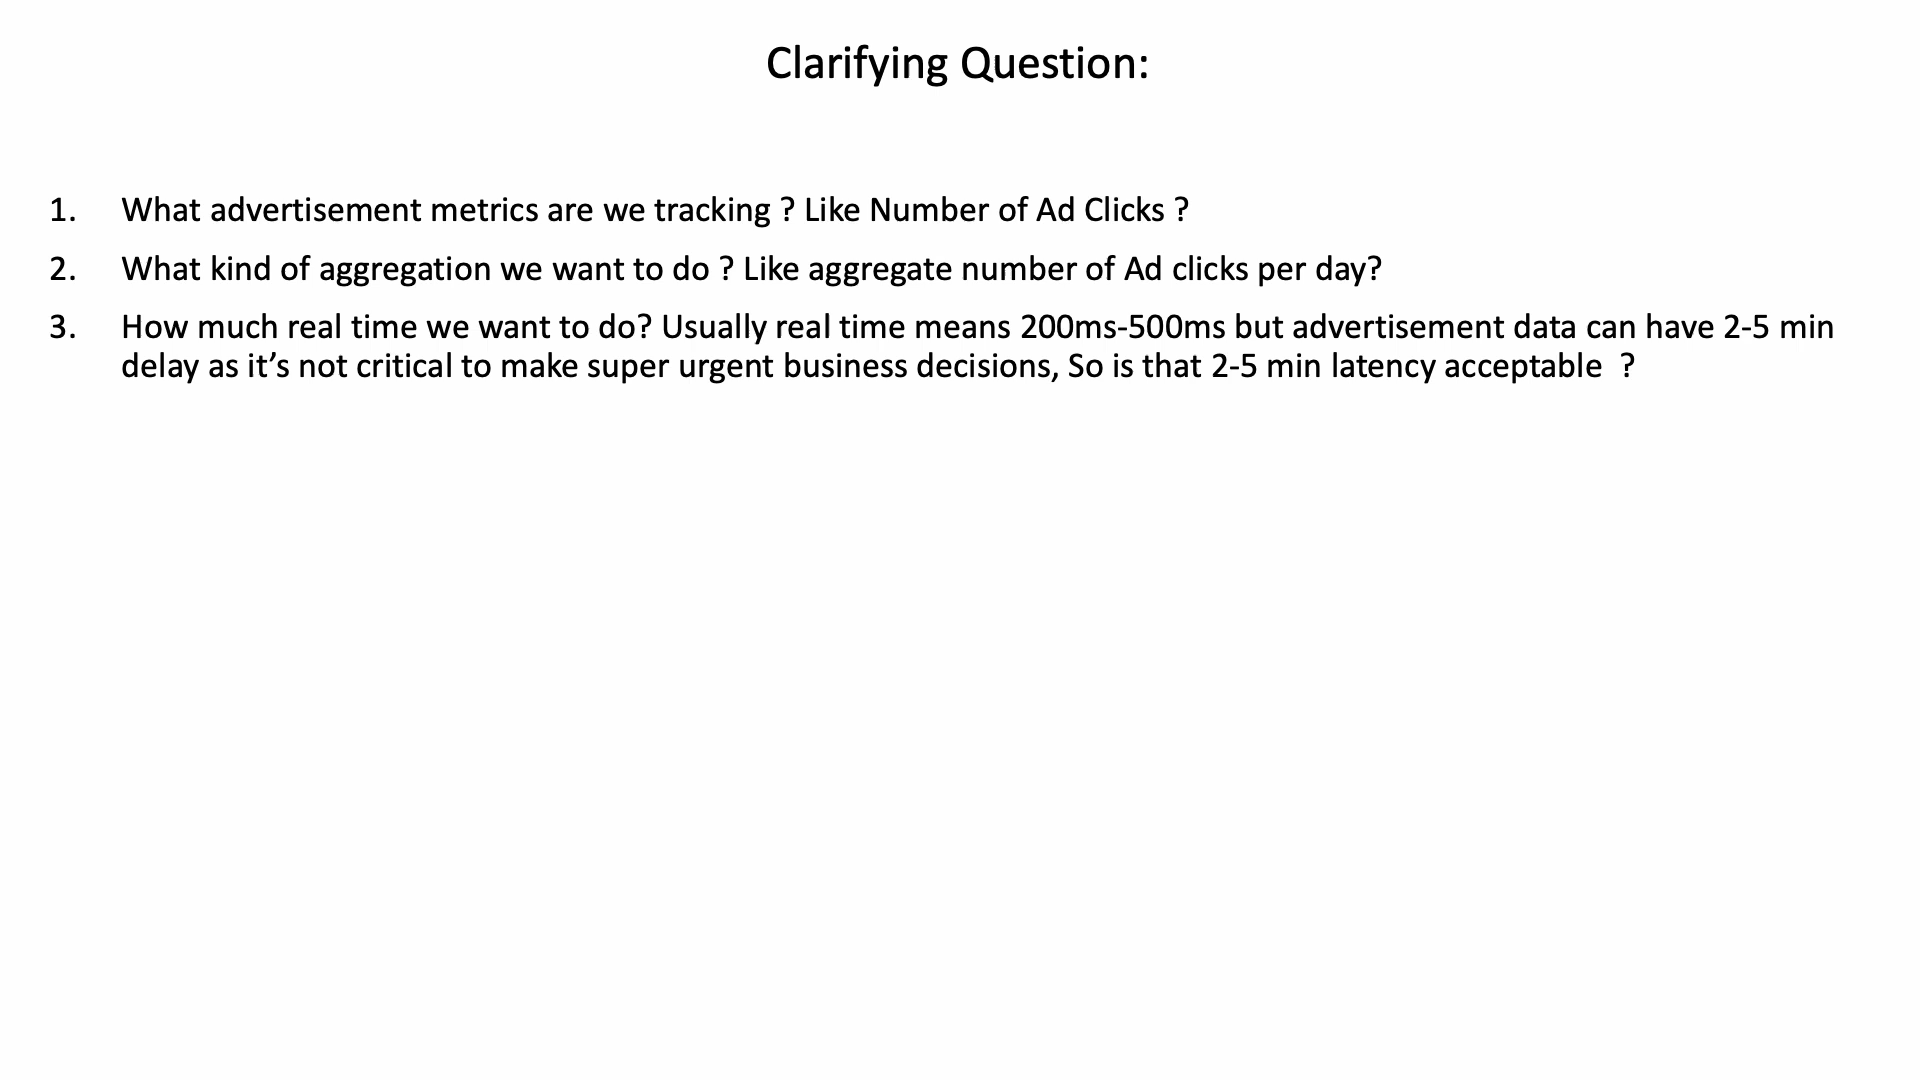 Clarifying Question:
1. What advertisement metrics are we tracking ? Like Number of Ad Clicks ?
2. What kind of aggregation we want to do ? Like aggregate number of Ad clicks per day?
3. How much real time we want to do? Usually real time means 200ms-500ms but advertisement data can have 2-5 min
delay as it’s not critical to make super urgent business decisions, So is that 2-5 min latency acceptable  ?